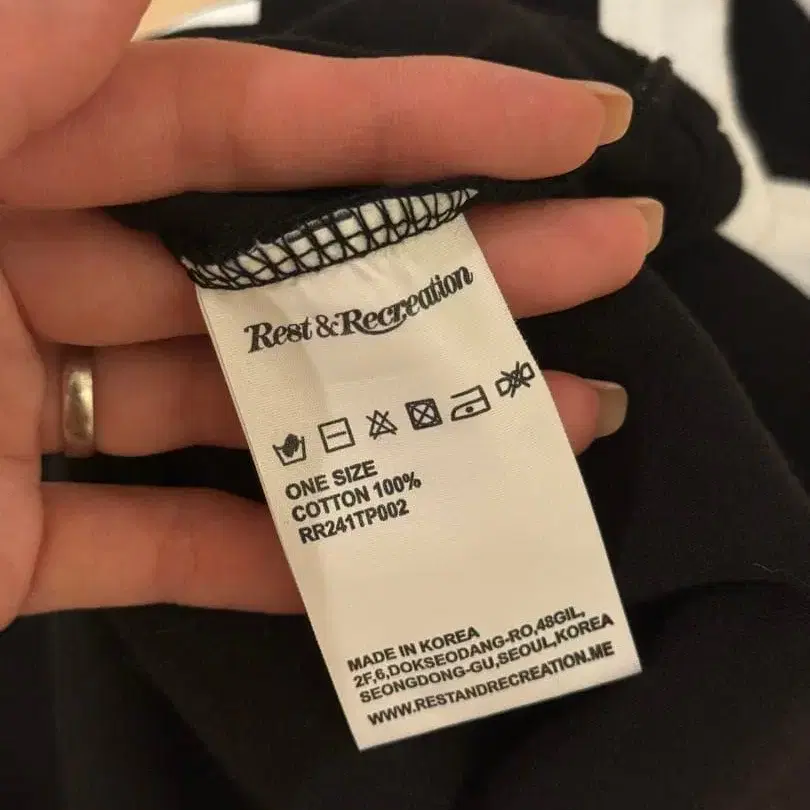 Rest & Recreation
ONE SIZE
COTTON 100%
RR241TP002
MADE IN KOREA
2F,6,DOKSEODANG-RO,48GIL,
SEONGDONG-GU,SEOUL,KOREA
WWW.RESTANDRECREATION.ME